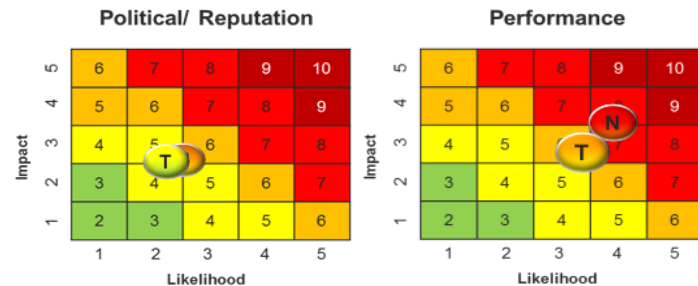 Political/ Reputation
Performance
Impact
5 6 7 8 9 10
4 5 6 7 8 9
3 4 5 6 7 8
2 3 4 5 6 7
1 2 3 4 5 6
T
1 2 3 4 5
Likelihood
Impact
5 6 7 8 9 10
4 5 6 7 9
3 4 5 7 8
2 3 4 5 6 7
1 2 3 4 5 6
N
T
1 2 3 4 5
Likelihood